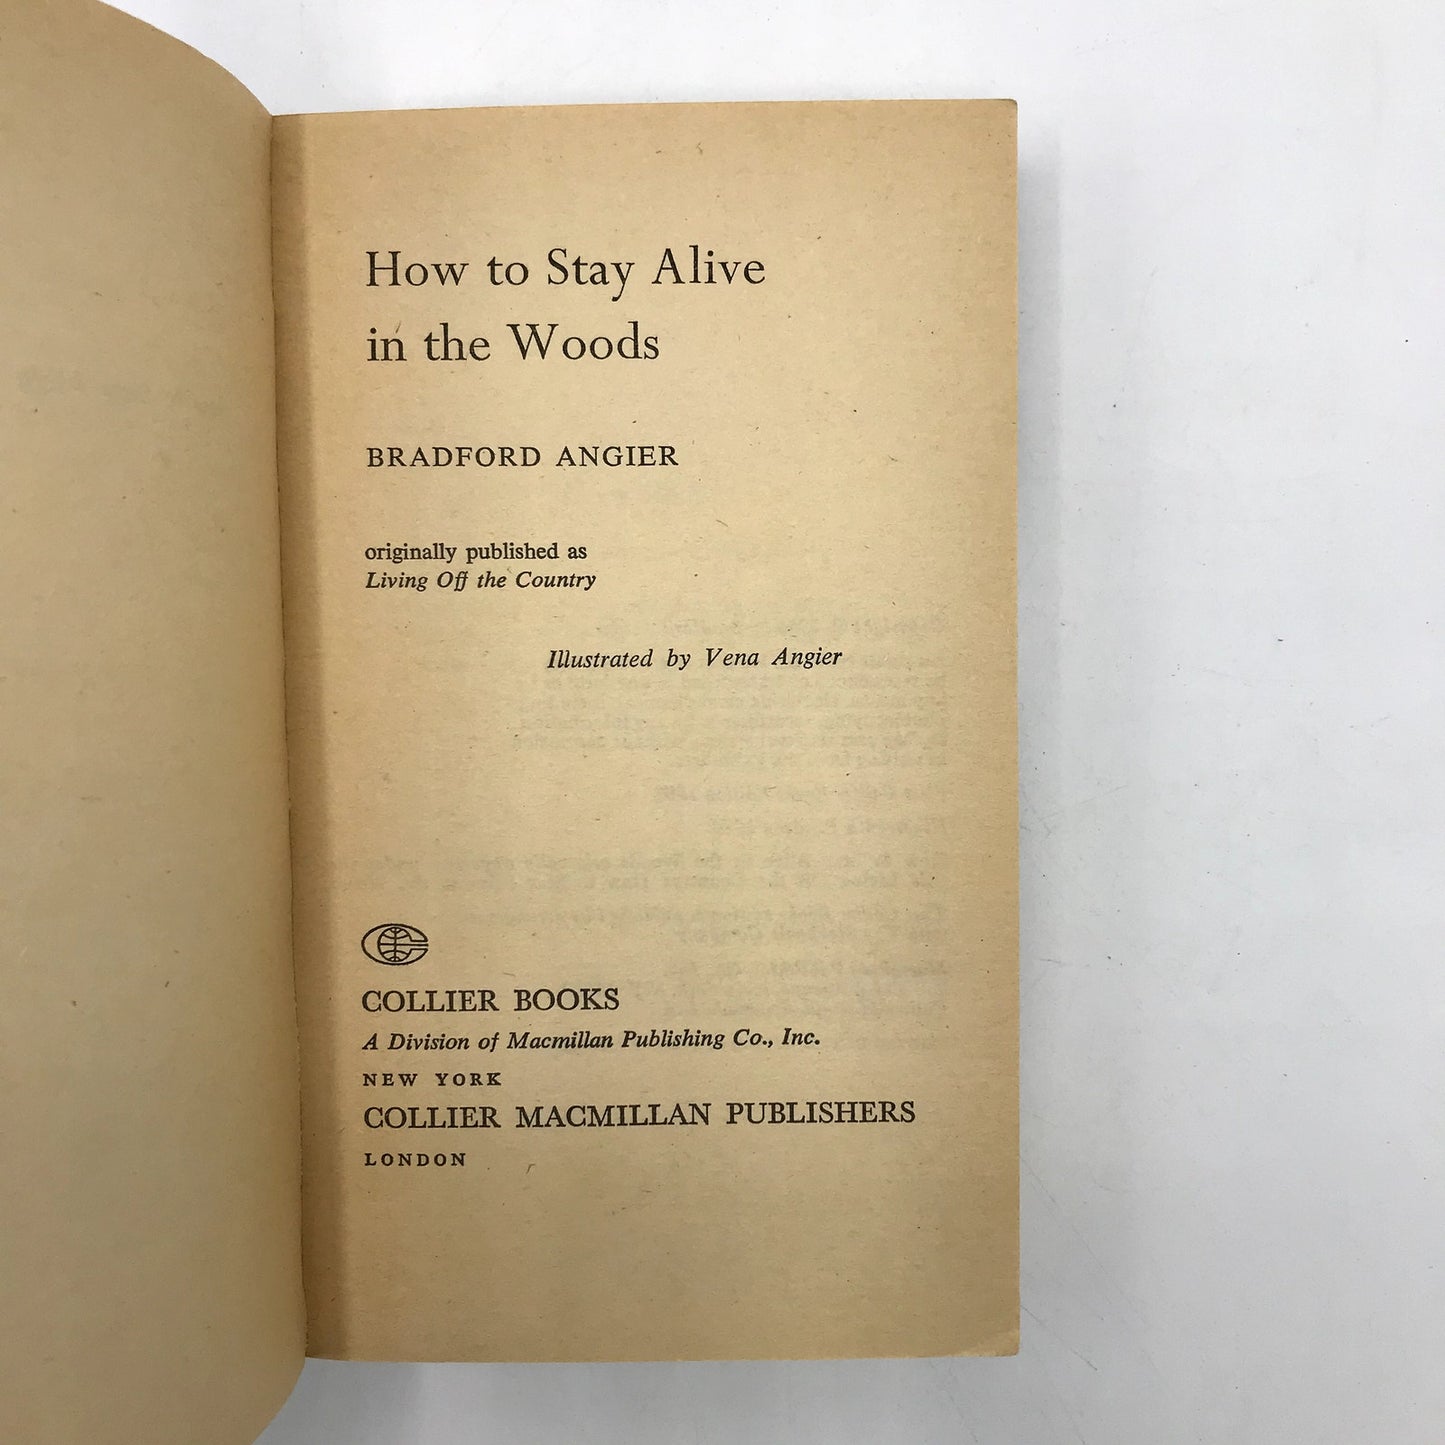 How to Stay Alive
in the Woods
BRADFORD ANGIER
originally published as
Living Off the Country
Illustrated by Vena Angier
COLLIER BOOKS
A Division of Macmillan Publishing Co., Inc.
NEW YORK
COLLIER MACMILLAN PUBLISHERS
LONDON